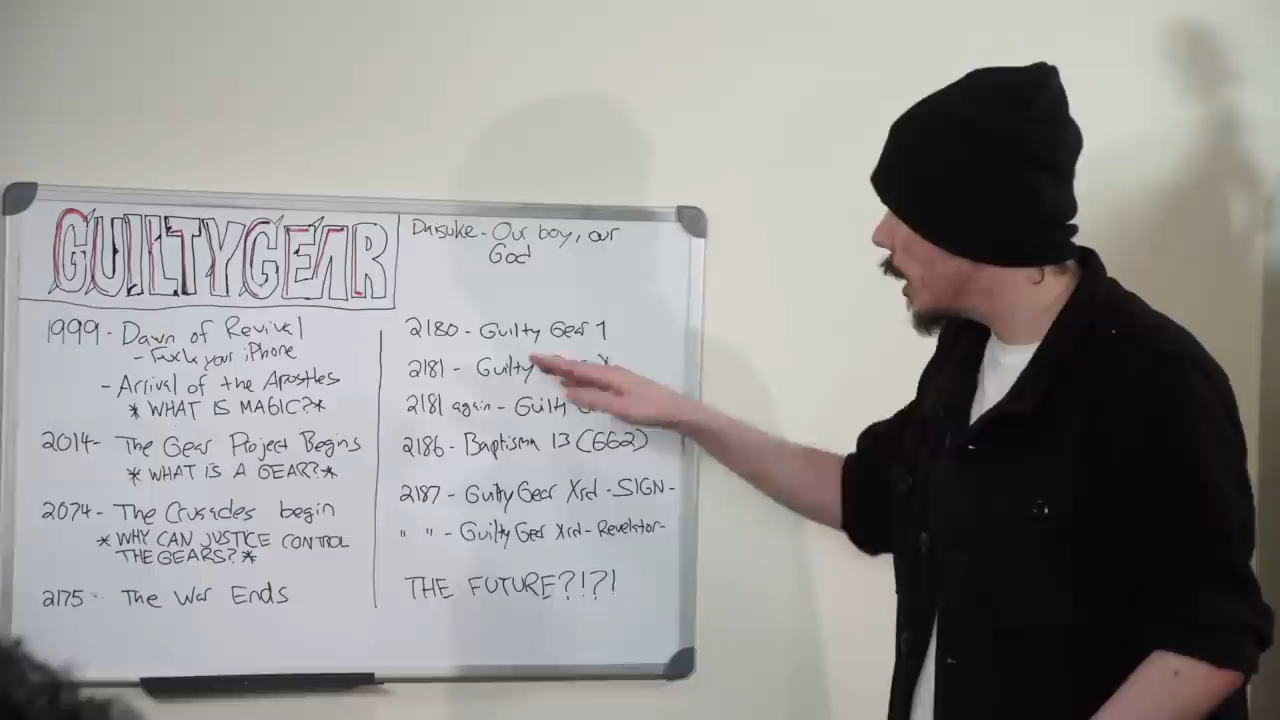 GUILTY GEAR
1999 - Dawn of Revival
- Fuck your iPhone
- Arrival of the Apostles
* WHAT IS MAGIC? *
2014 - The Gear Project Begins
* WHAT IS A GEAR? *
2074 - The Crusades begin
* WHY CAN JUSTICE CONTROL
THE GEARS? *
2175 The War Ends
Daisuke - Our boy, our
God
2180 - Guilty Gear 1
2181 - Guilty X
2181 again - Guilty
2186 - Baptisma 13 (662)
2187 - Guilty Gear Xrd - SIGN -
" " - Guilty Gear Xrd - Revelator -
THE FUTURE?!?!